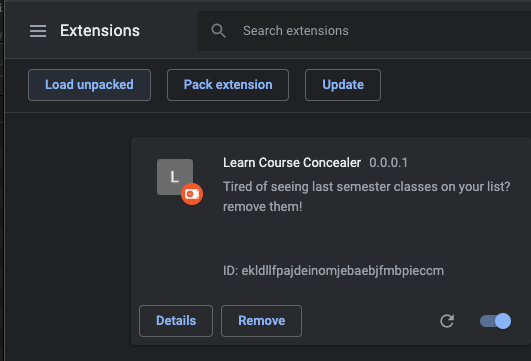 Extensions
Search extensions
Load unpacked
Pack extension
Update
L
Learn Course Concealer 0.0.0.1
Tired of seeing last semester classes on your list?
remove them!
ID: ekldllfpajdeinomjebaebjfmbpieccm
Details
Remove